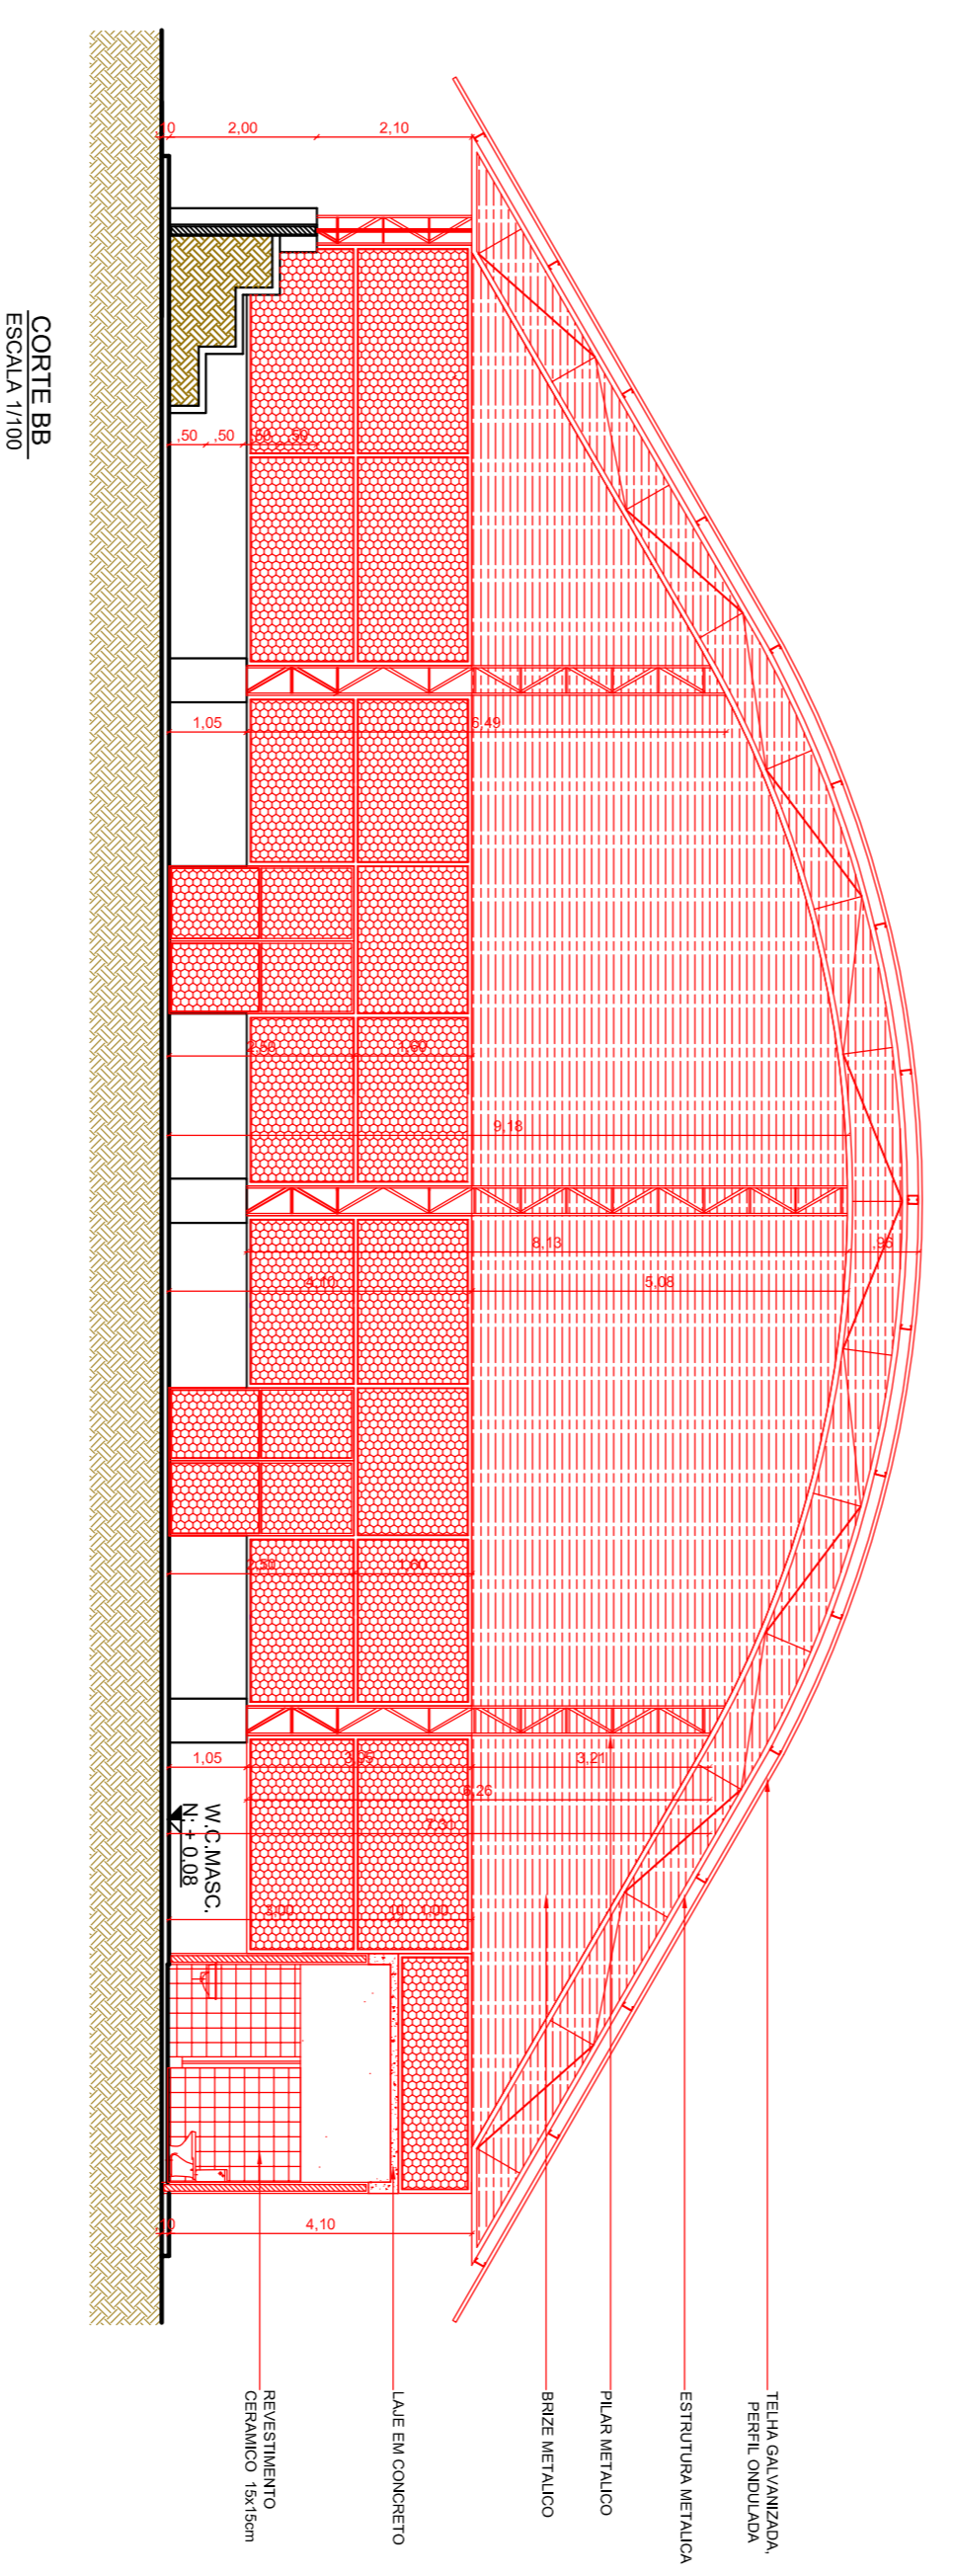 TELHA GALVANIZADA,
PERFIL ONDULADA
ESTRUTURA METALICA
PILAR METALICO
BRIZE METALICO
LAJE EM CONCRETO
REVESTIMENTO
CERAMICO 15x15cm
2,00
2,10
,50
,50
,50
,50
1,05
6,49
2,50
1,60
9,18
8,13
,96
4,10
5,08
2,50
1,60
1,05
3,05
3,21
6,26
7,31
W.C.MASC.
N: + 0,08
3,00
,10
1,00
,10
4,10
CORTE BB
ESCALA 1/100